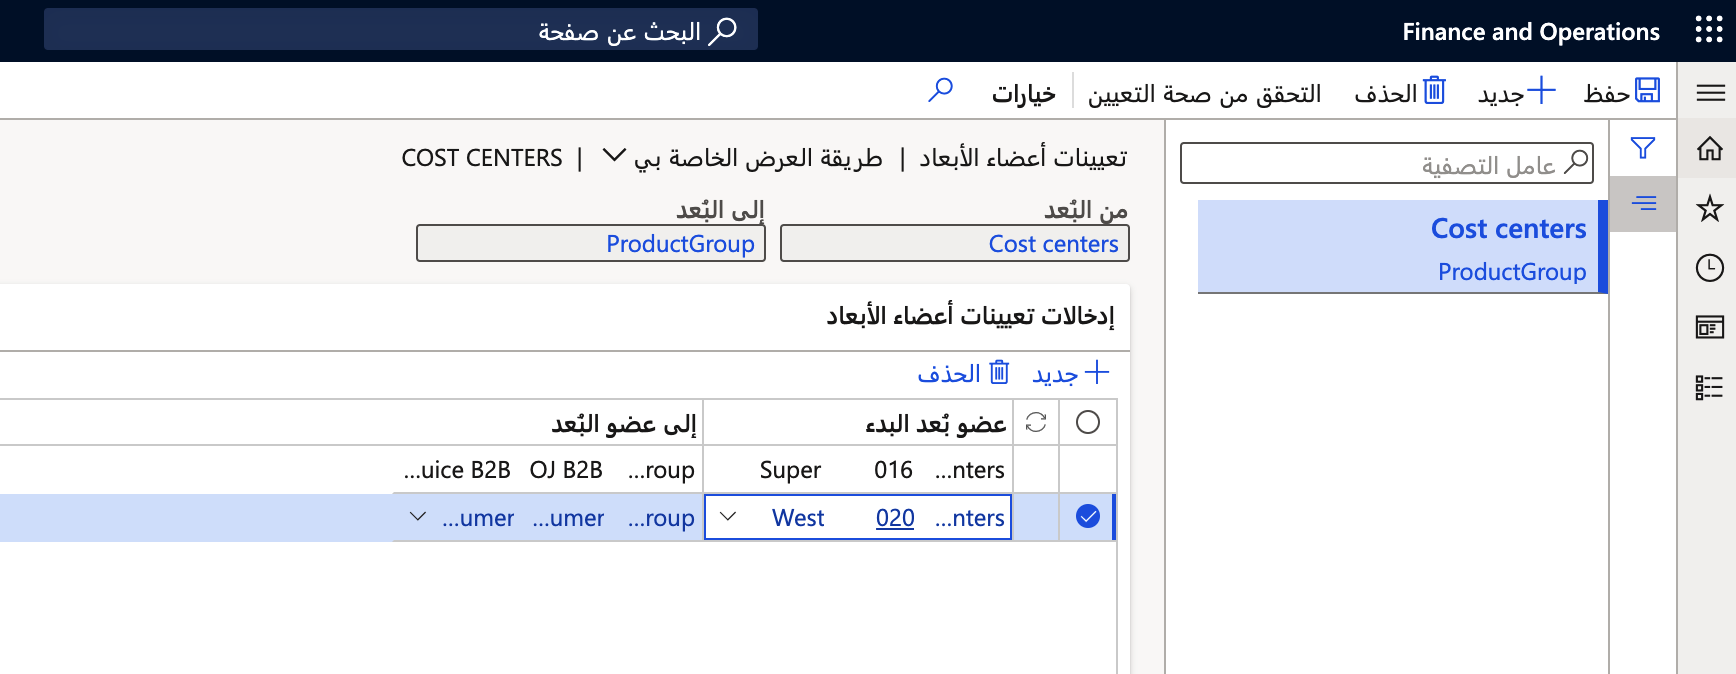 Finance and Operations
البحث عن صفحة
حفظ
جديد
الحذف
التحقق من صحة التعيين
خيارات
عامل التصفية
Cost centers
ProductGroup
تعيينات أعضاء الأبعاد | طريقة العرض الخاصة بي | COST CENTERS
من البُعد
إلى البُعد
Cost centers
ProductGroup
إدخالات تعيينات أعضاء الأبعاد
جديد
الحذف
عضو بُعد البدء
إلى عضو البُعد
...nters 016 Super ...roup OJ B2B ...uice B2B
...nters 020 West ...roup ...umer ...umer